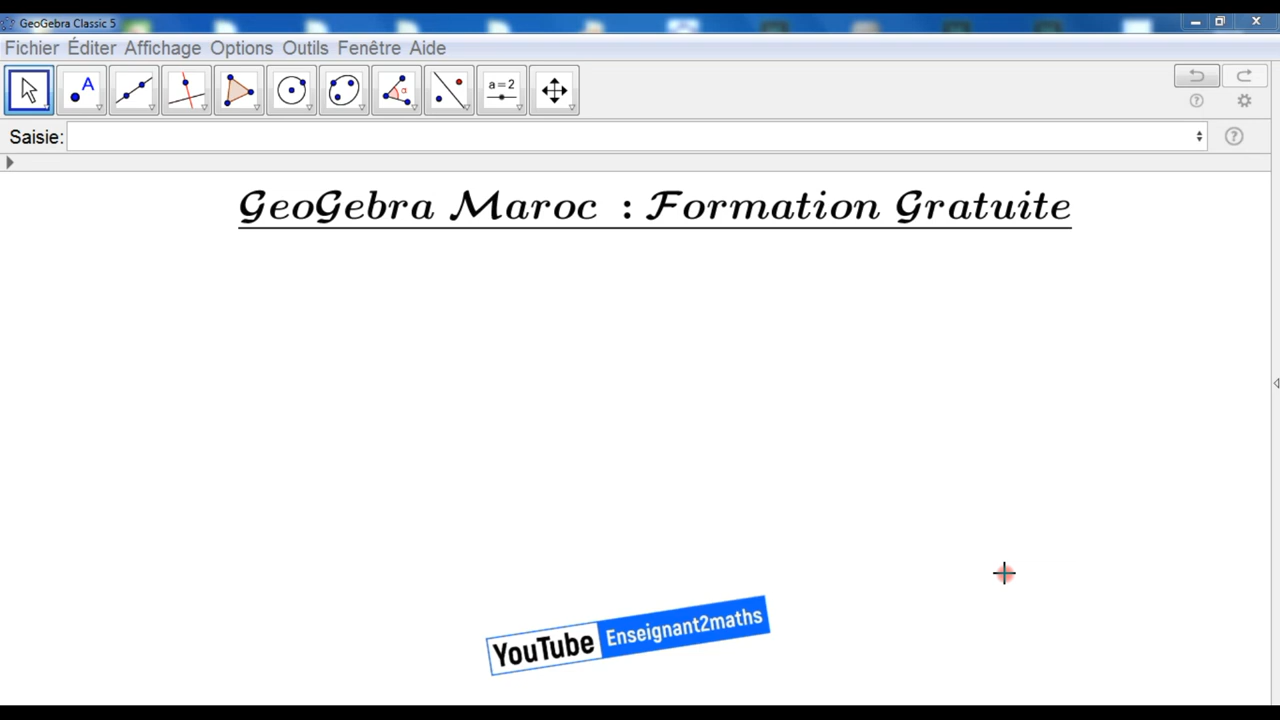 GeoGebra Classic 5
Fichier Éditer Affichage Options Outils Fenêtre Aide
A
α
a=2
Saisie:
GeoGebra Maroc : Formation Gratuite
YouTube Enseignant2maths